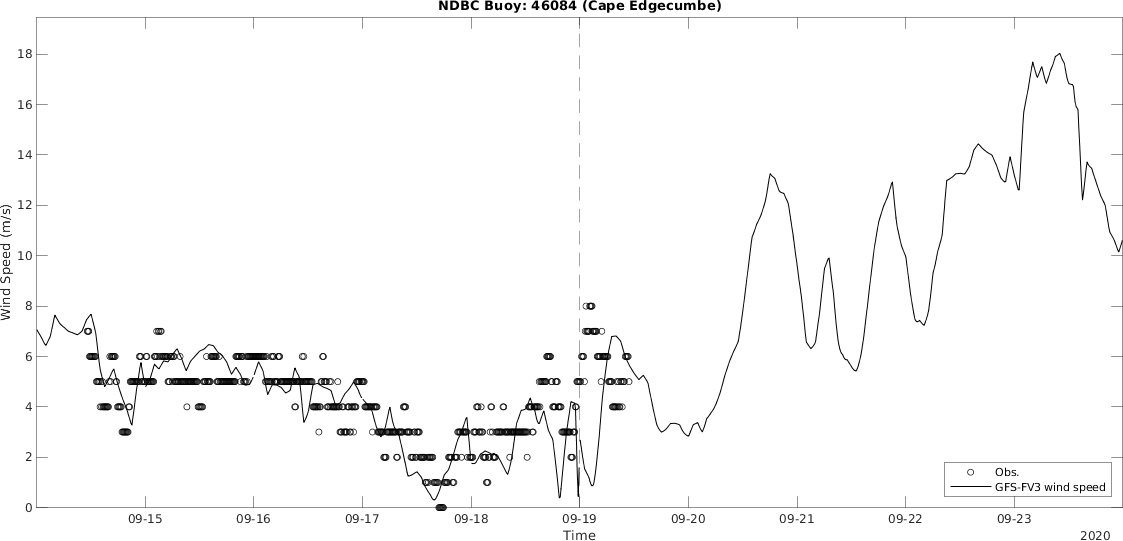 NDBC Buoy: 46084 (Cape Edgecumbe)
18
16
14
12
10
8
6
4
2
0
Wind Speed (m/s)
Obs.
GFS-FV3 wind speed
09-15 09-16 09-17 09-18 09-19 09-20 09-21 09-22 09-23
Time
2020